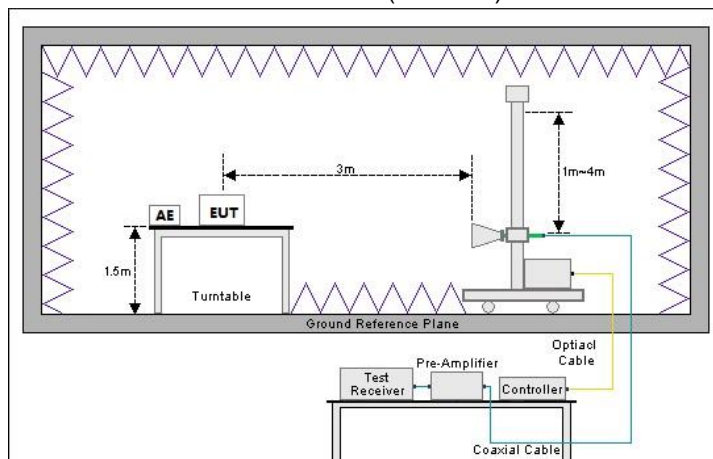 3m
1m~4m
AE
EUT
1.5m
Turntable
Ground Reference Plane
Optiacl
Cable
Pre-Amplifier
Test
Receiver
Controller
Coaxial Cable